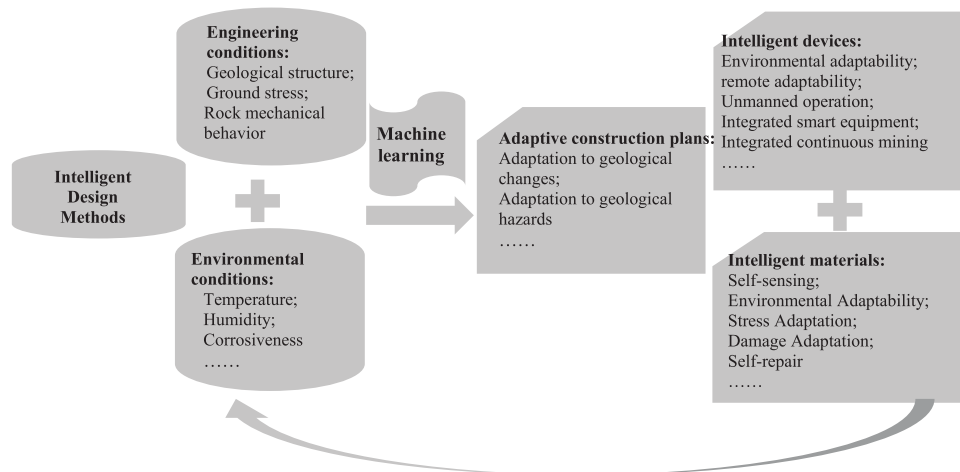 Intelligent
Design
Methods
Engineering
conditions:
Geological structure;
Ground stress;
Rock mechanical
behavior
Environmental
conditions:
Temperature;
Humidity;
Corrosiveness
……
Machine
learning
Adaptive construction plans:
Adaptation to geological
changes;
Adaptation to geological
hazards
……
Intelligent devices:
Environmental adaptability;
remote adaptability;
Unmanned operation;
Integrated smart equipment;
Integrated continuous mining
……
Intelligent materials:
Self-sensing;
Environmental Adaptability;
Stress Adaptation;
Damage Adaptation;
Self-repair
……